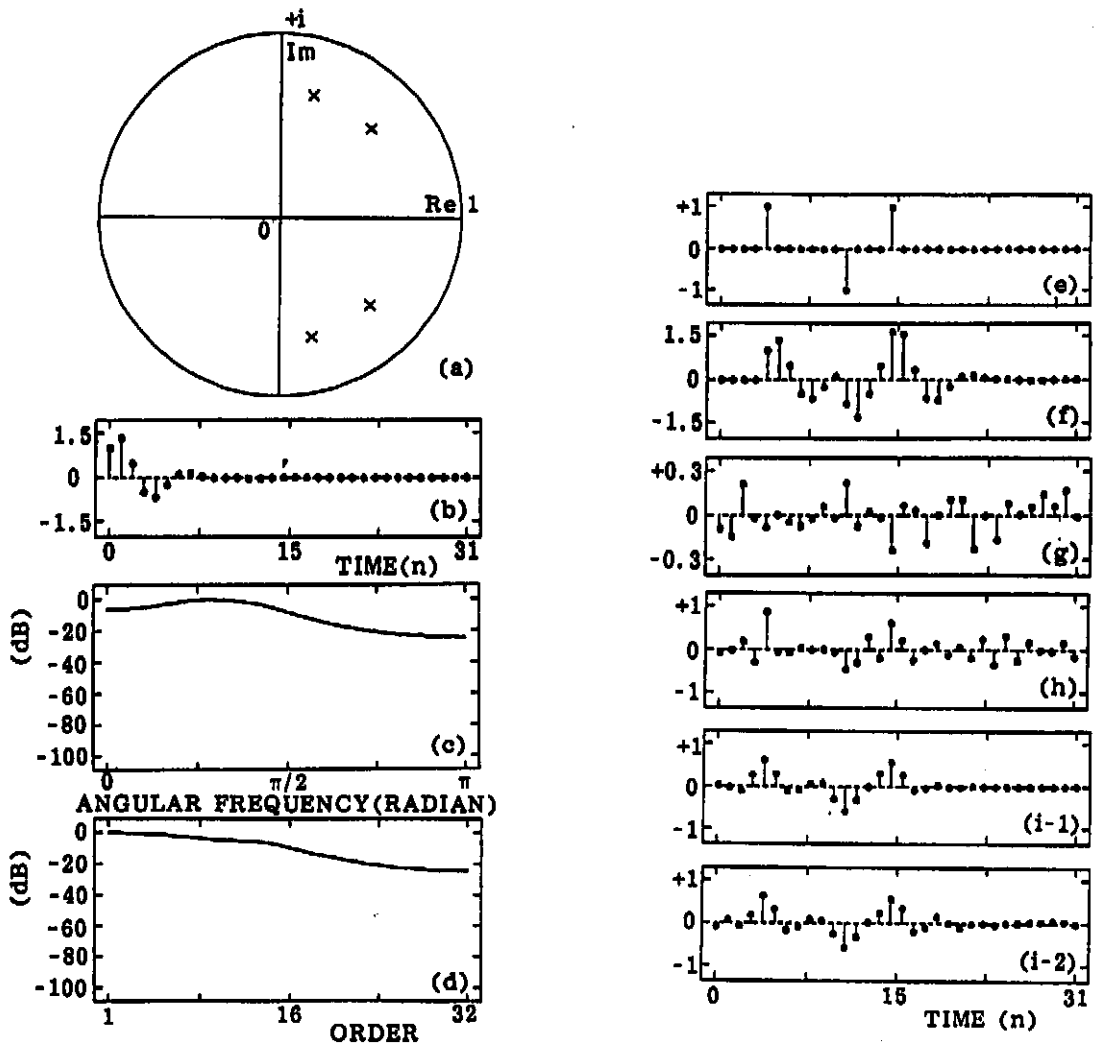 +i
Im
Re 1
0
(a)
1.5
0
-1.5
(b)
0 15 31
TIME(n)
0
-20
-40
-60
-80
-100
(dB)
(c)
0 π/2 π
ANGULAR FREQUENCY(RADIAN)
0
-20
-40
-60
-80
-100
(dB)
(d)
1 16 32
ORDER
+1
0
-1
(e)
1.5
0
-1.5
(f)
+0.3
0
-0.3
(g)
+1
0
-1
(h)
+1
0
-1
(i-1)
+1
0
-1
(i-2)
0 15 31
TIME (n)